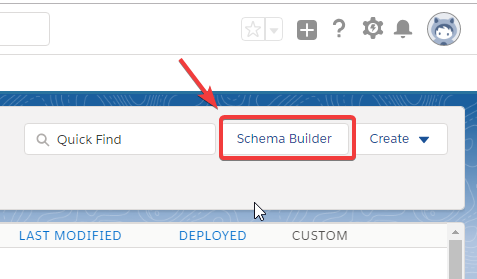 Quick Find
Schema Builder
Create
LAST MODIFIED
DEPLOYED
CUSTOM